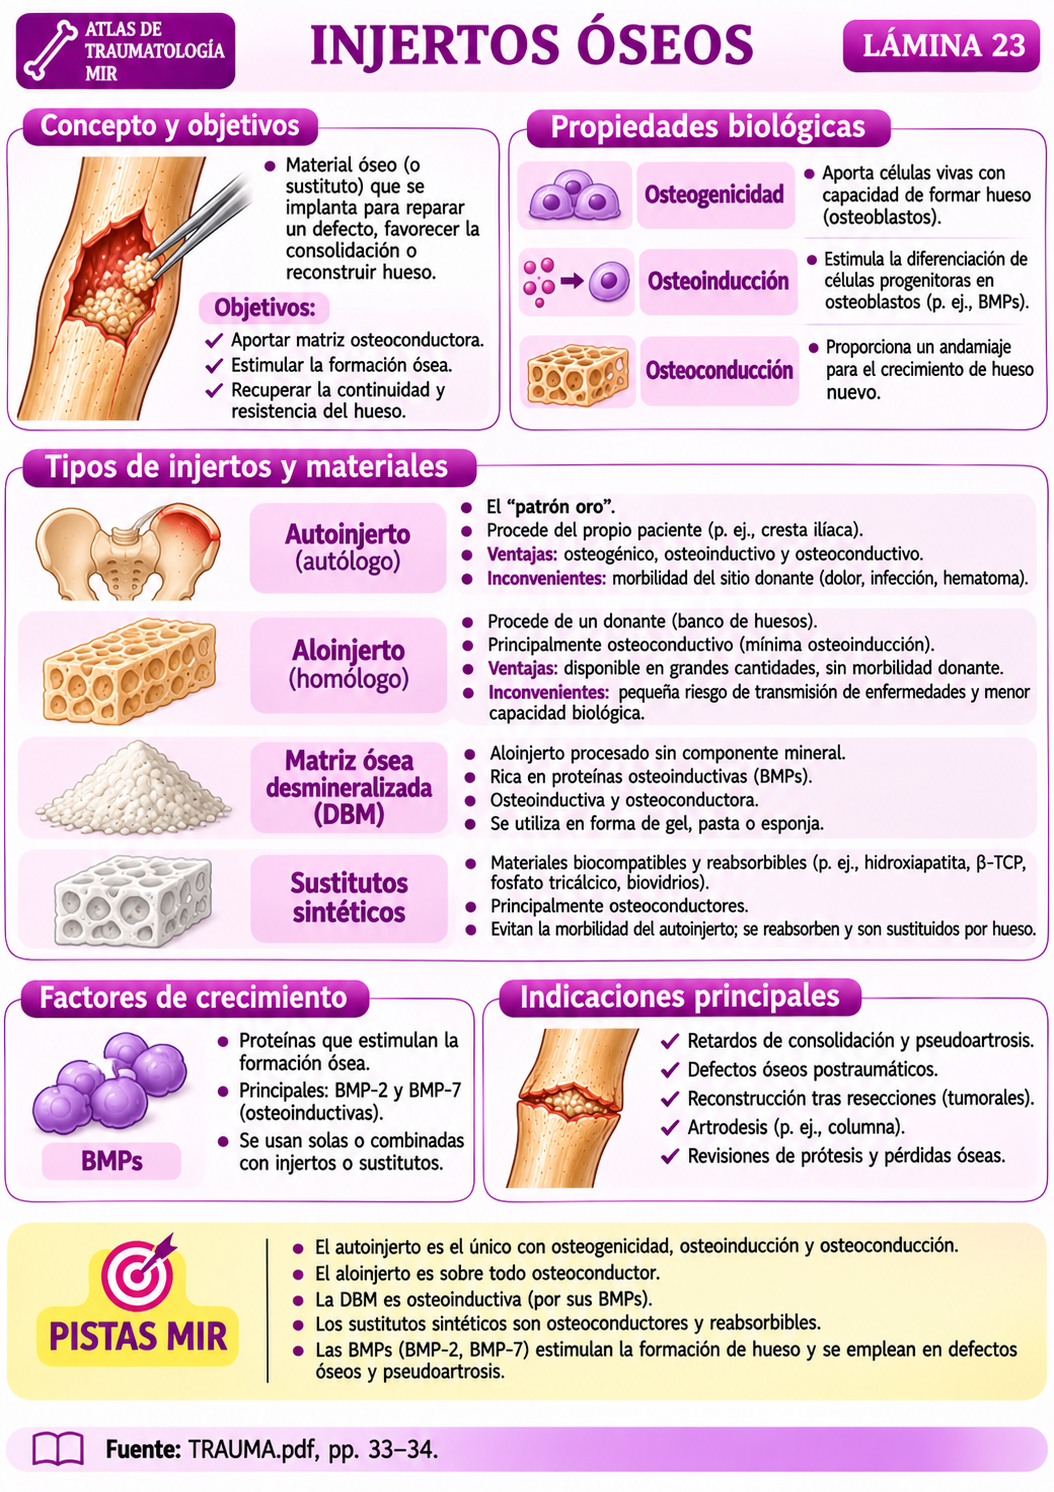 ATLAS DE
TRAUMATOLOGÍA
MIR
INJERTOS ÓSEOS
LÁMINA 23
Concepto y objetivos
Material óseo (o
sustituto) que se
implanta para reparar
un defecto, favorecer la
consolidación o
reconstruir hueso.
Objetivos:
Aportar matriz osteoconductora.
Estimular la formación ósea.
Recuperar la continuidad y
resistencia del hueso.
Propiedades biológicas
Osteogenicidad
Aporta células vivas con
capacidad de formar hueso
(osteoblastos).
Osteoinducción
Estimula la diferenciación de
células progenitoras en
osteoblastos (p. ej., BMPs).
Osteoconducción
Proporciona un andamiaje
para el crecimiento de hueso
nuevo.
Tipos de injertos y materiales
Autoinjerto
(autólogo)
El “patrón oro”.
Procede del propio paciente (p. ej., cresta ilíaca).
Ventajas: osteogénico, osteoinductivo y osteoconductivo.
Inconvenientes: morbilidad del sitio donante (dolor, infección, hematoma).
Aloinjerto
(homólogo)
Procede de un donante (banco de huesos).
Principalmente osteoconductivo (mínima osteoinducción).
Ventajas: disponible en grandes cantidades, sin morbilidad donante.
Inconvenientes: pequeña riesgo de transmisión de enfermedades y menor
capacidad biológica.
Matriz ósea
desmineralizada
(DBM)
Aloinjerto procesado sin componente mineral.
Rica en proteínas osteoinductivas (BMPs).
Osteoinductiva y osteoconductora.
Se utiliza en forma de gel, pasta o esponja.
Sustitutos
sintéticos
Materiales biocompatibles y reabsorbibles (p. ej., hidroxiapatita, β-TCP,
fosfato tricálcico, biovidrios).
Principalmente osteoconductores.
Evitan la morbilidad del autoinjerto; se reabsorben y son sustituidos por hueso.
Factores de crecimiento
BMPs
Proteínas que estimulan la
formación ósea.
Principales: BMP-2 y BMP-7
(osteoinductivas).
Se usan solas o combinadas
con injertos o sustitutos.
Indicaciones principales
Retardos de consolidación y pseudoartrosis.
Defectos óseos postraumáticos.
Reconstrucción tras resecciones (tumorales).
Artrodesis (p. ej., columna).
Revisiones de prótesis y pérdidas óseas.
PISTAS MIR
El autoinjerto es el único con osteogenicidad, osteoinducción y osteoconducción.
El aloinjerto es sobre todo osteoconductor.
La DBM es osteoinductiva (por sus BMPs).
Los sustitutos sintéticos son osteoconductores y reabsorbibles.
Las BMPs (BMP-2, BMP-7) estimulan la formación de hueso y se emplean en defectos
óseos y pseudoartrosis.
Fuente: TRAUMA.pdf, pp. 33–34.